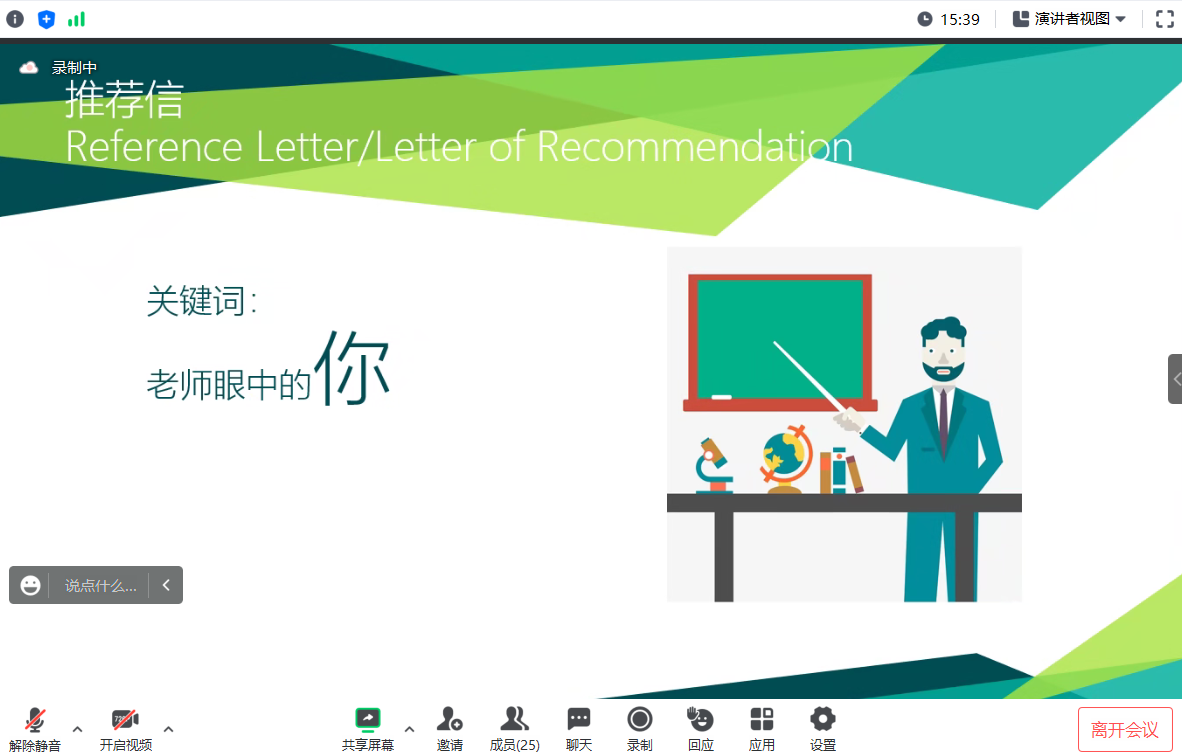 15:39
演讲者视图
录制中
推荐信
Reference Letter/Letter of Recommendation
关键词：
老师眼中的你
说点什么...
解除静音
720
开启视频
共享屏幕
邀请
成员(25)
聊天
录制
回应
应用
设置
离开会议